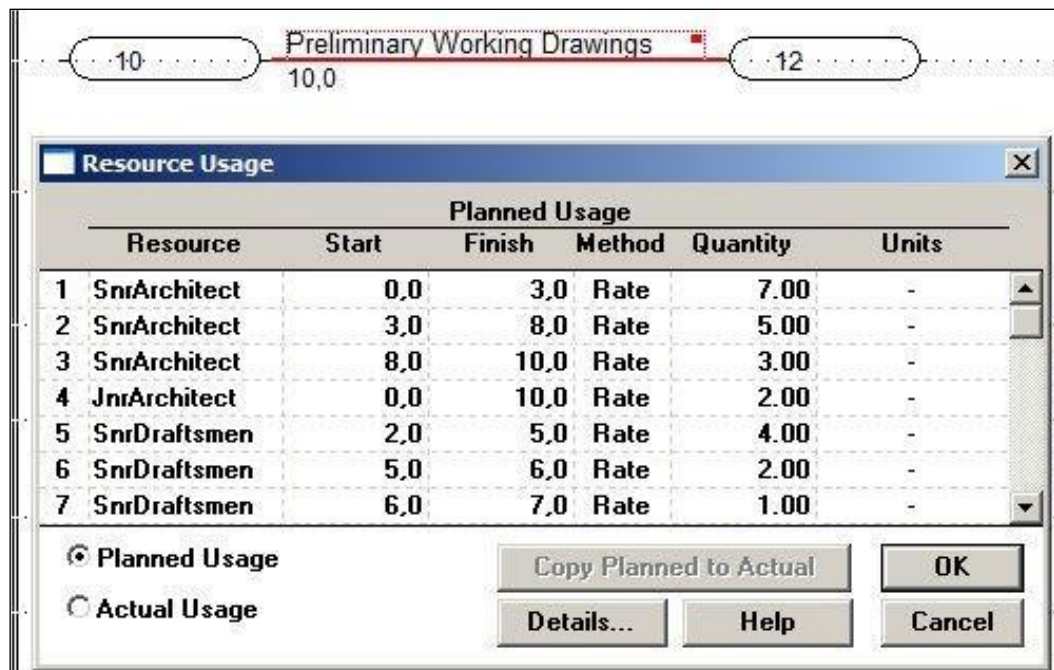 Preliminary Working Drawings
10 12
10,0
Resource Usage
Planned Usage
Resource Start Finish Method Quantity Units
1 SnrArchitect 0,0 3,0 Rate 7.00 -
2 SnrArchitect 3,0 8,0 Rate 5.00 -
3 SnrArchitect 8,0 10,0 Rate 3.00 -
4 JnrArchitect 0,0 10,0 Rate 2.00 -
5 SnrDraftsmen 2,0 5,0 Rate 4.00 -
6 SnrDraftsmen 5,0 6,0 Rate 2.00 -
7 SnrDraftsmen 6,0 7,0 Rate 1.00 -
Planned Usage Copy Planned to Actual OK
Actual Usage Details... Help Cancel